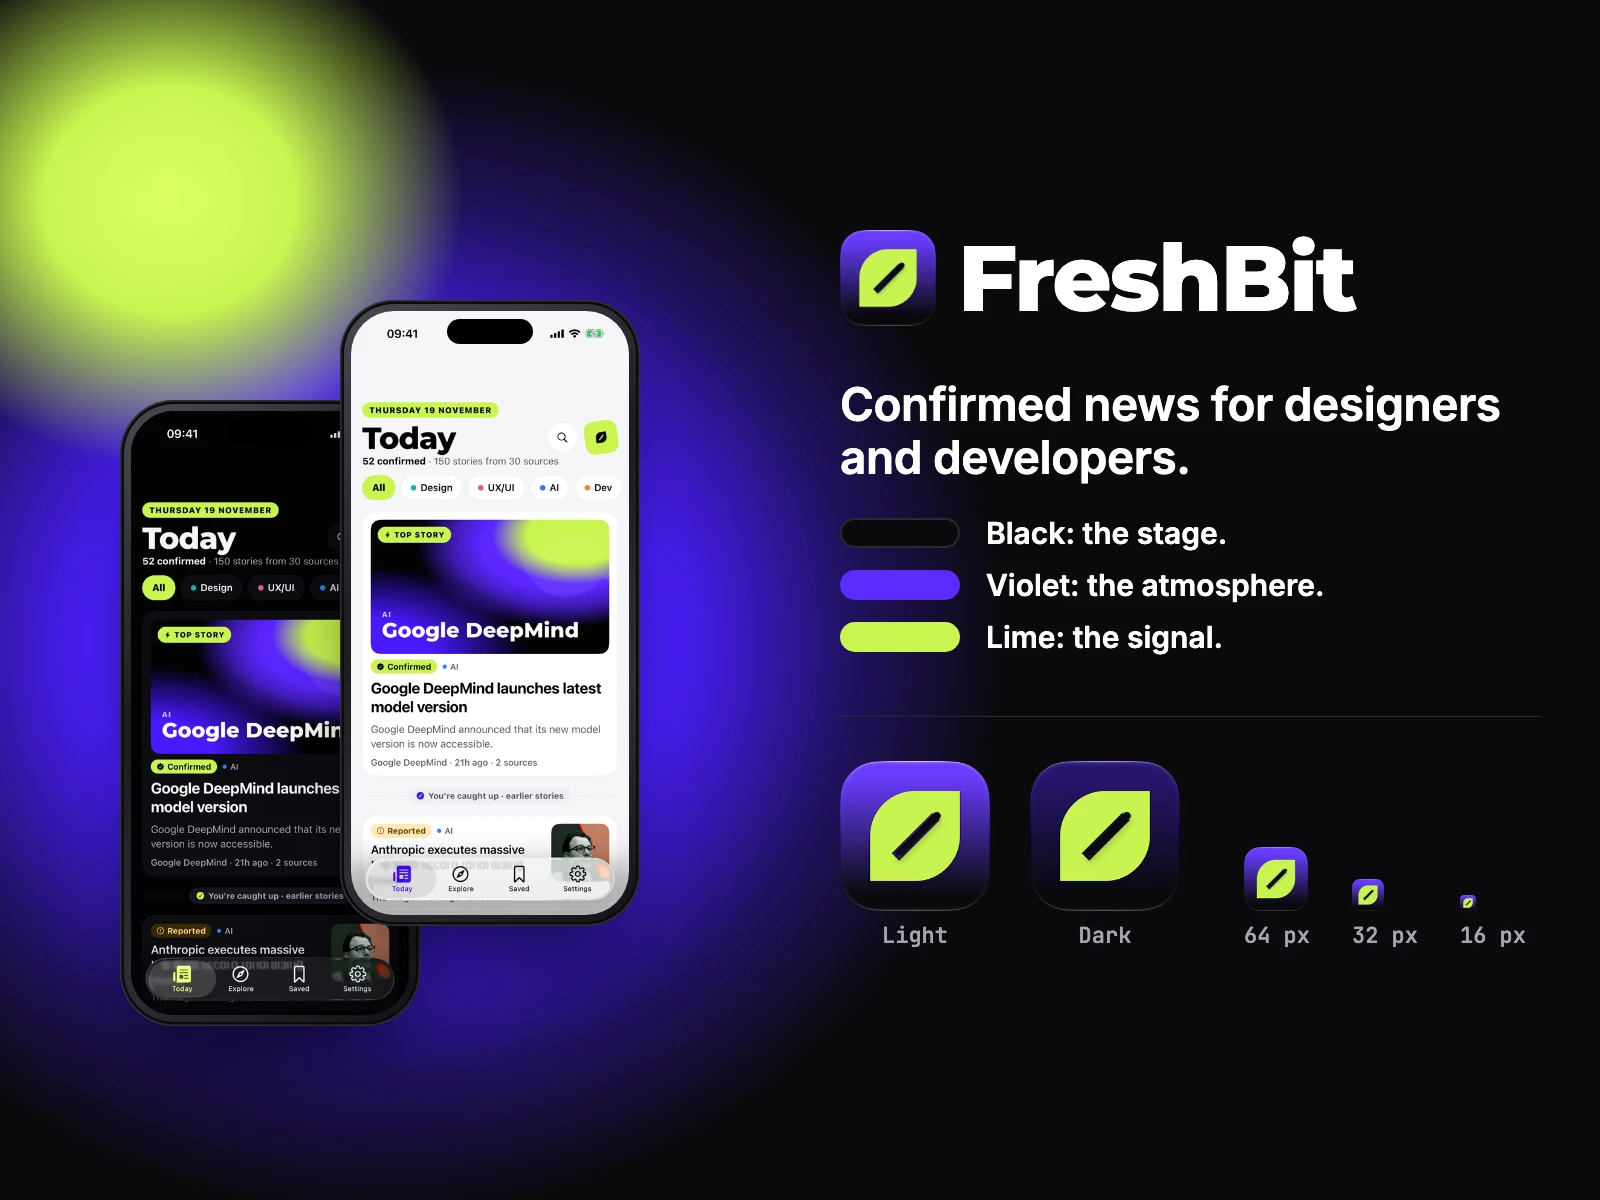 FreshBit
Confirmed news for designers
and developers.
Black: the stage.
Violet: the atmosphere.
Lime: the signal.
Light
Dark
64 px
32 px
16 px
09:41
THURSDAY 19 NOVEMBER
Today
52 confirmed · 150 stories from 30 sources
All
Design
UX/UI
AI
Dev
TOP STORY
AI
Google DeepMind
Confirmed
AI
Google DeepMind launches latest
model version
Google DeepMind announced that its new model
version is now accessible.
Google DeepMind · 21h ago · 2 sources
You're caught up · earlier stories
Reported
AI
Anthropic executes massive
Today
Explore
Saved
Settings
09:41
THURSDAY 19 NOVEMBER
Today
52 confirmed · 150 stories from 30 sources
All
Design
UX/UI
AI
TOP STORY
AI
Google DeepMin
Confirmed
AI
Google DeepMind launches
model version
Google DeepMind announced that its ne
version is now accessible.
Google DeepMind · 21h ago · 2 sources
You're caught up · earlier stories
Reported
AI
Anthropic executes massive
Today
Explore
Saved
Settings